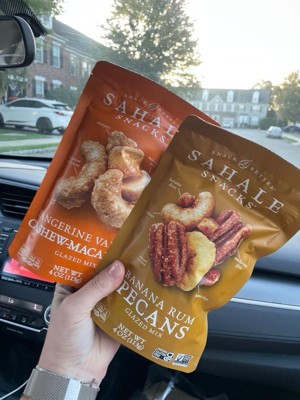 SAHALE
SNACKS
TANGERINE VA
CASHEW-MACA
GLAZED MIX
NET WT
4 OZ
SAHALE
SNACKS
BANANA RUM
PECANS
GLAZED MIX
NET WT
4 OZ